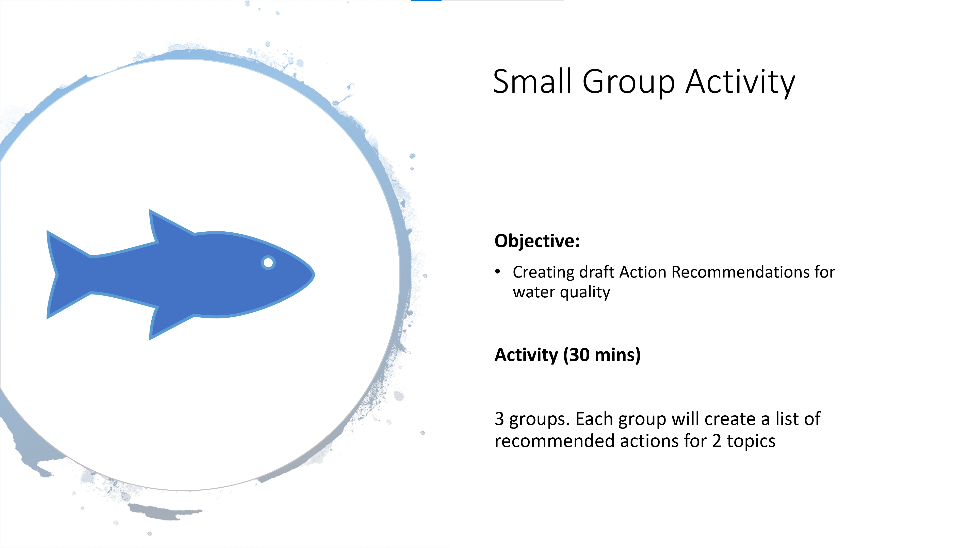 Small Group Activity
Objective:
• Creating draft Action Recommendations for
water quality
Activity (30 mins)
3 groups. Each group will create a list of
recommended actions for 2 topics